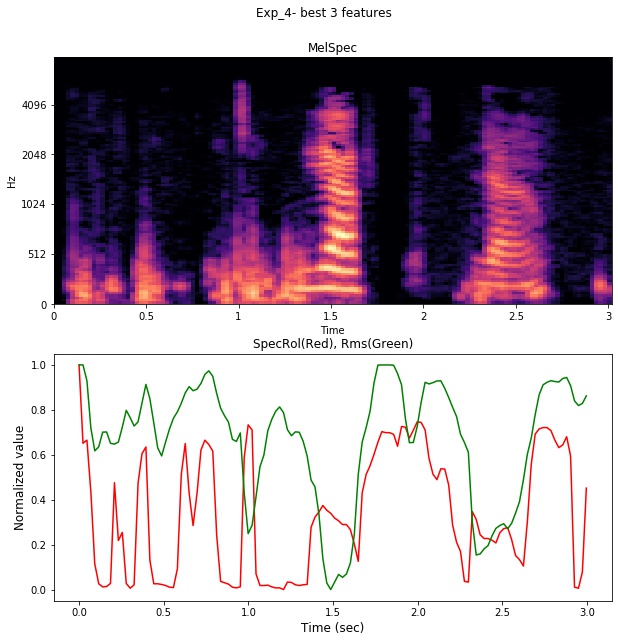 Exp_4- best 3 features
MelSpec
4096
2048
1024
512
0
Hz
0 0.5 1 1.5 2 2.5 3
Time
SpecRol(Red), Rms(Green)
1.0
0.8
0.6
0.4
0.2
0.0
Normalized value
0.0 0.5 1.0 1.5 2.0 2.5 3.0
Time (sec)